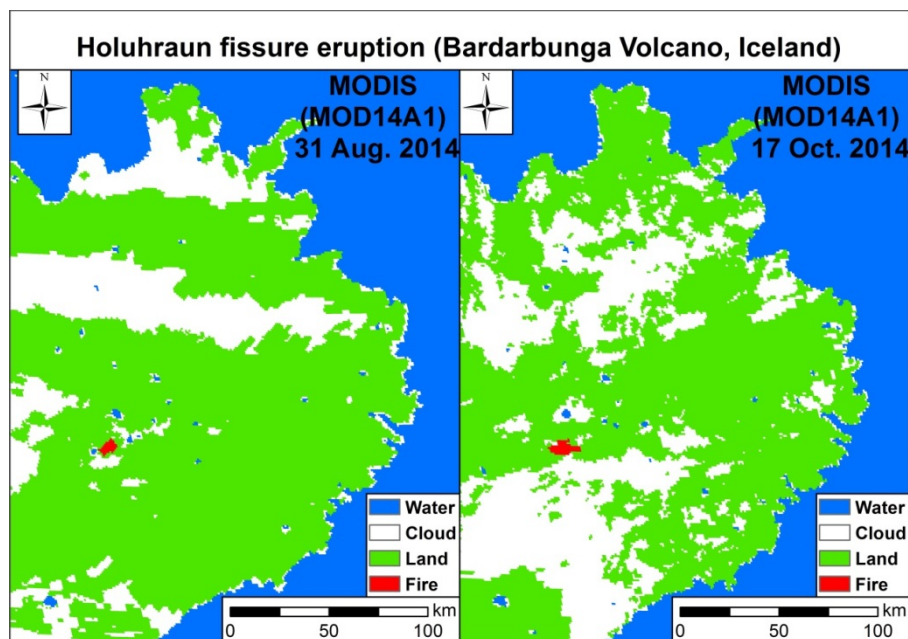 Holuhraun fissure eruption (Bardarbunga Volcano, Iceland)
N
MODIS
(MOD14A1)
31 Aug. 2014
Water
Cloud
Land
Fire
km
0 50 100
N
MODIS
(MOD14A1)
17 Oct. 2014
Water
Cloud
Land
Fire
km
0 50 100